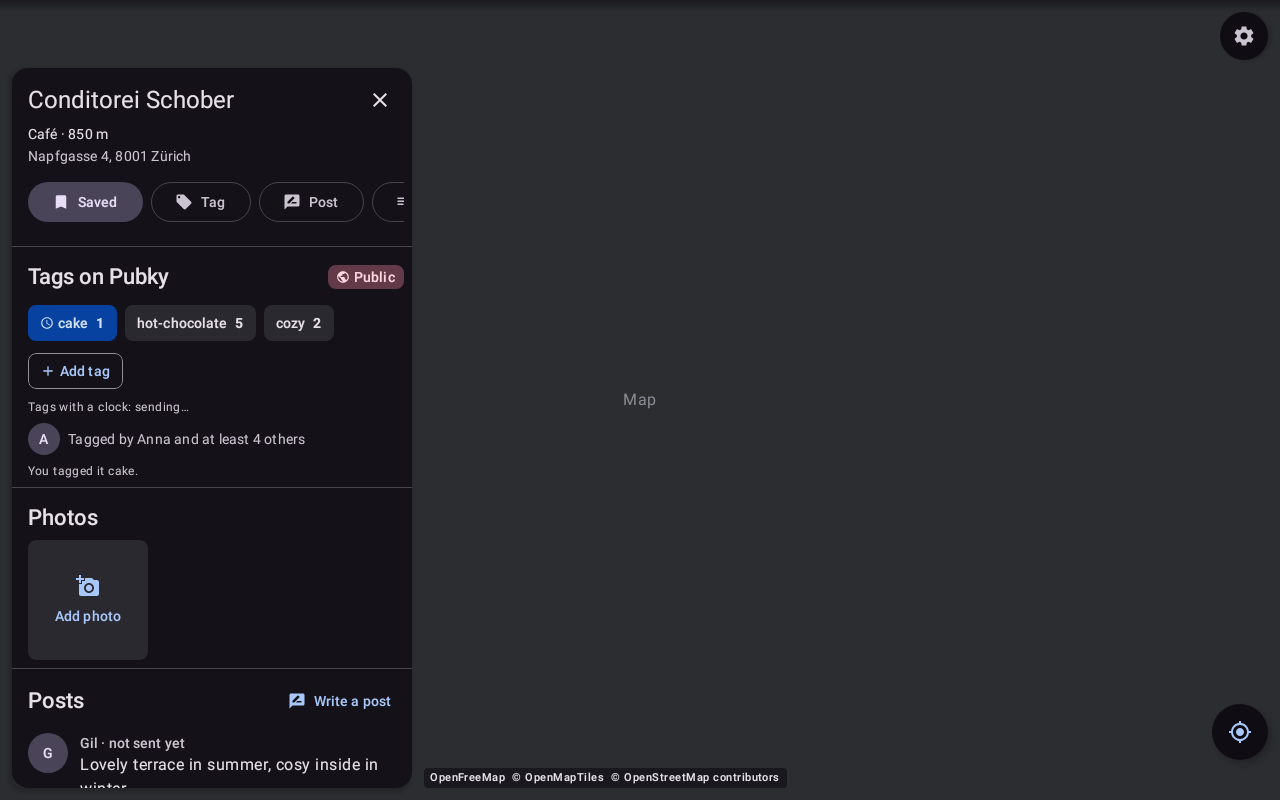 Conditorei Schober
Café · 850 m
Napfgasse 4, 8001 Zürich
Saved
Tag
Post
Tags on Pubky
Public
cake 1
hot-chocolate 5
cozy 2
Add tag
Tags with a clock: sending…
A
Tagged by Anna and at least 4 others
You tagged it cake.
Photos
Add photo
Posts
Write a post
G
Gil · not sent yet
Lovely terrace in summer, cosy inside in
winter
Map
OpenFreeMap © OpenMapTiles © OpenStreetMap contributors